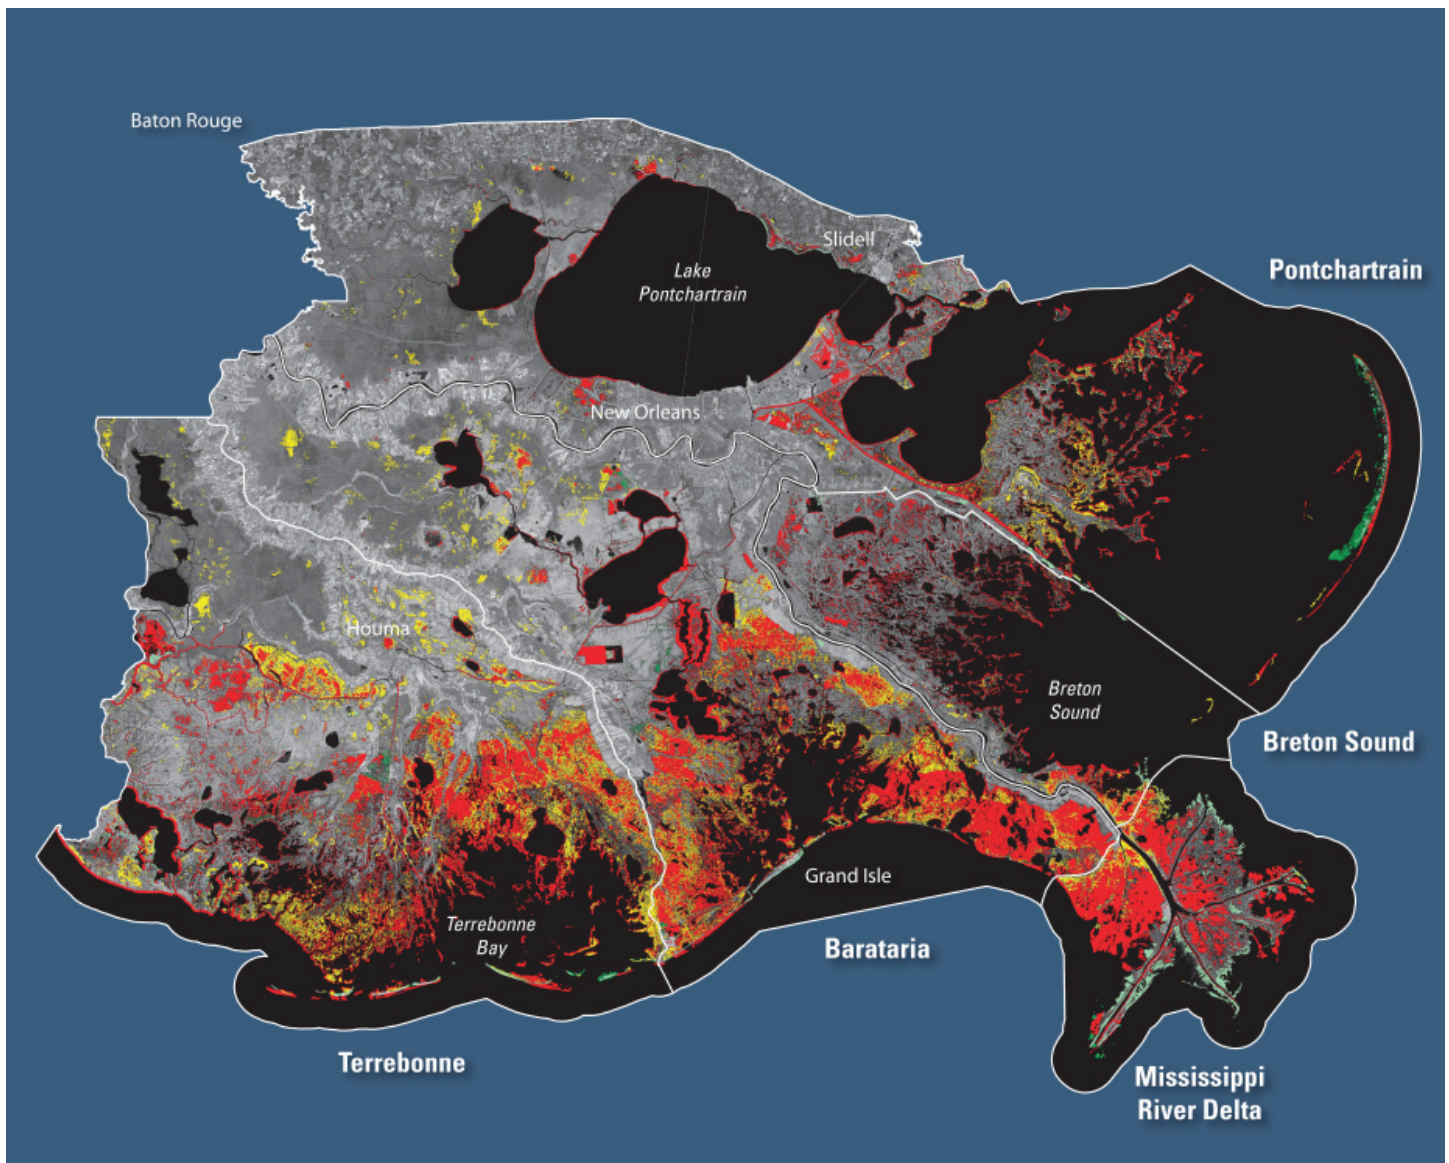 Baton Rouge
Slidell
Lake
Pontchartrain
Pontchartrain
New Orleans
Houma
Breton
Sound
Breton Sound
Grand Isle
Terrebonne
Bay
Barataria
Terrebonne
Mississippi
River Delta